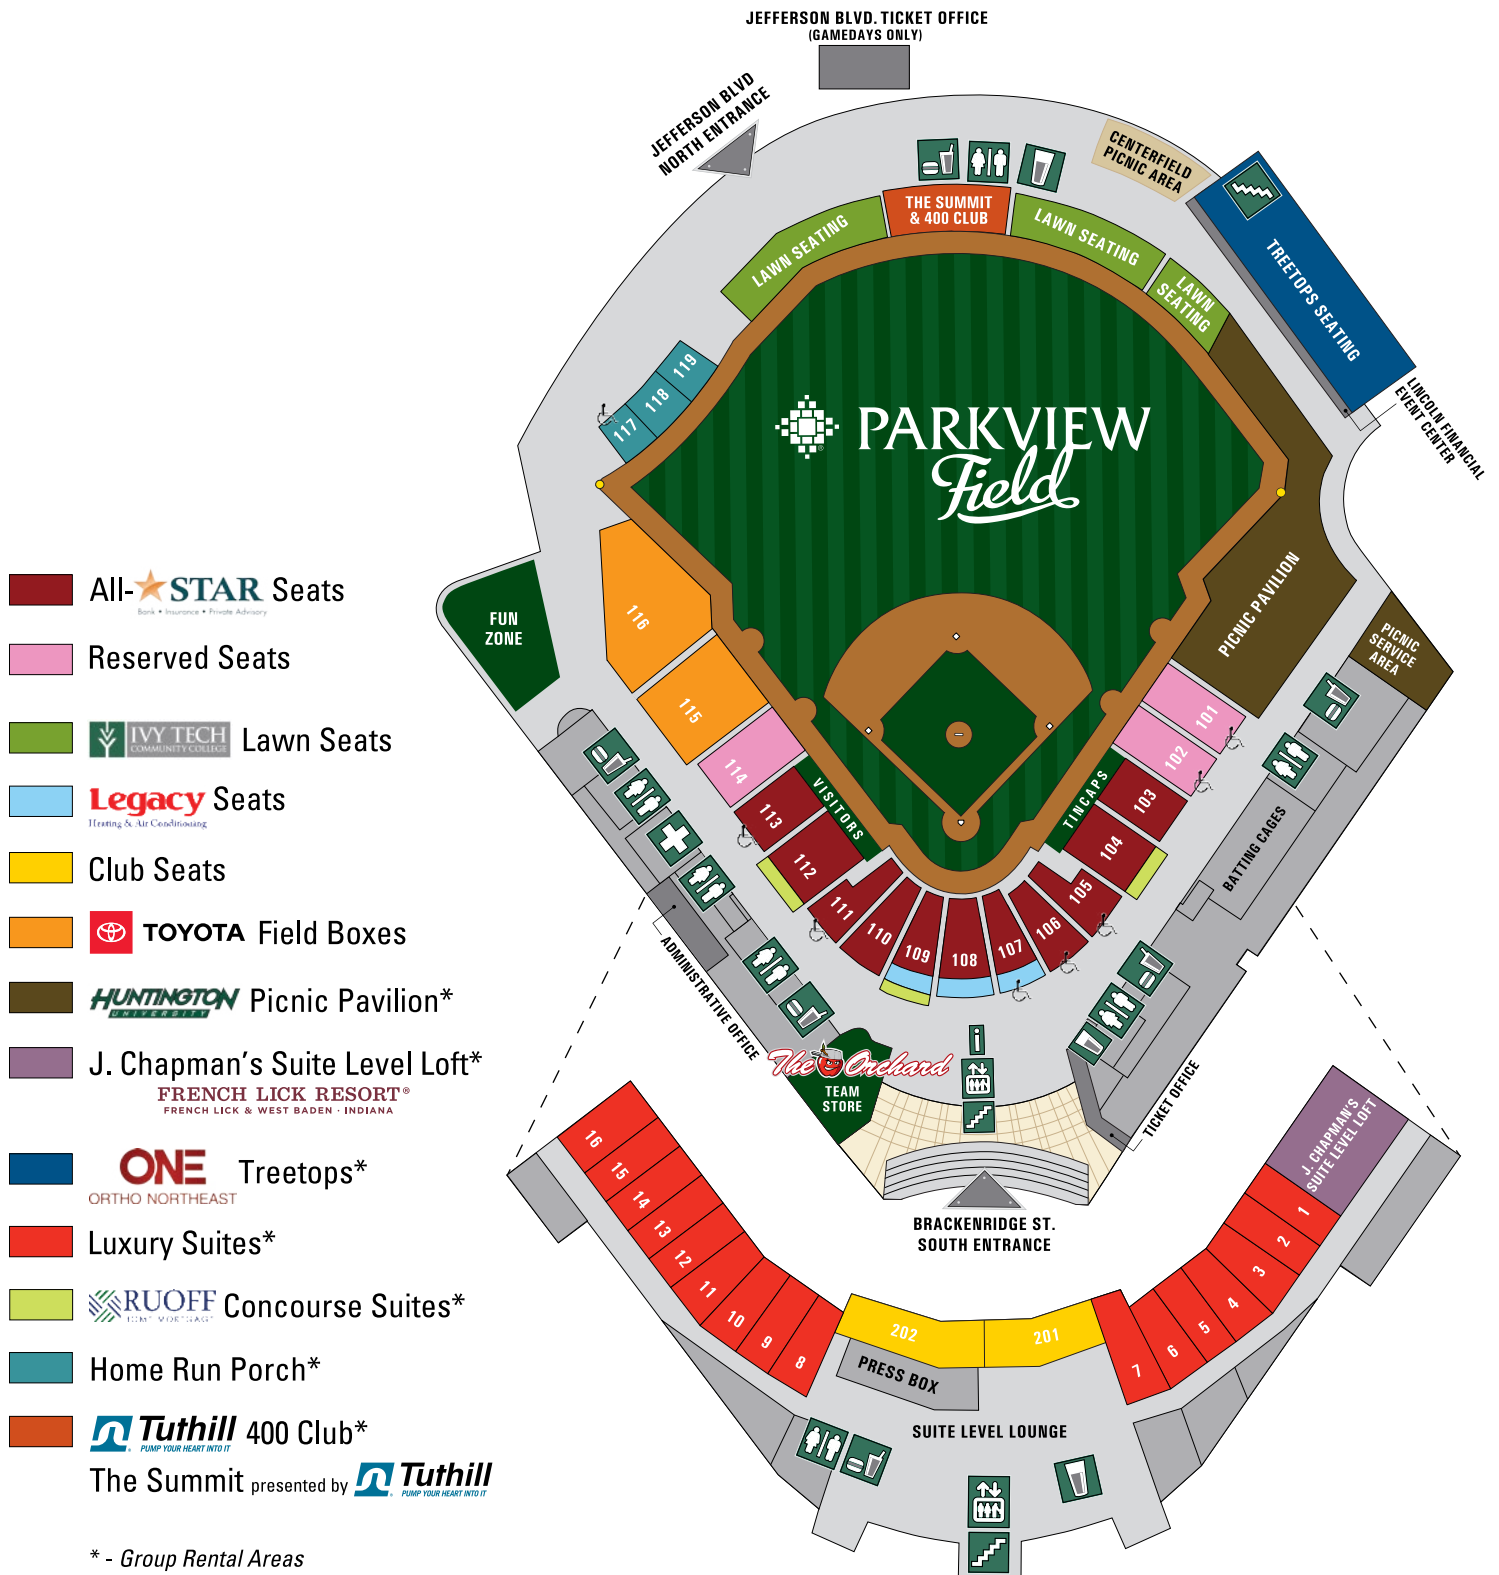 JEFFERSON BLVD. TICKET OFFICE
(GAMEDAYS ONLY)
JEFFERSON BLVD
NORTH ENTRANCE
CENTERFIELD
PICNIC AREA
THE SUMMIT
& 400 CLUB
LAWN SEATING
LAWN SEATING
LAWN
SEATING
TREETOPS SEATING
LINCOLN FINANCIAL
EVENT CENTER
119
118
117
PARKVIEW
Field
®
PICNIC PAVILION
PICNIC
SERVICE
AREA
FUN
ZONE
116
115
114
113
112
111
110
109
108
107
106
105
104
103
102
101
VISITORS
TINCAPS
BATTING CAGES
ADMINISTRATIVE OFFICE
TICKET OFFICE
The Orchard
TEAM
STORE
i
BRACKENRIDGE ST.
SOUTH ENTRANCE
J. CHAPMAN'S
SUITE LEVEL LOFT
16
15
14
13
12
11
10
9
8
202
201
7
6
5
4
3
2
1
PRESS BOX
SUITE LEVEL LOUNGE
All-STAR Seats
Bank • Insurance • Private Advisory
Reserved Seats
IVY TECH
COMMUNITY COLLEGE
Lawn Seats
Legacy Seats
Heating & Air Conditioning
Club Seats
TOYOTA Field Boxes
HUNTINGTON
UNIVERSITY
Picnic Pavilion*
J. Chapman's Suite Level Loft*
FRENCH LICK RESORT®
FRENCH LICK & WEST BADEN · INDIANA
ONE
ORTHO NORTHEAST
Treetops*
Luxury Suites*
RUOFF
HOME MORTGAGE
Concourse Suites*
Home Run Porch*
Tuthill 400 Club*
PUMP YOUR HEART INTO IT
The Summit presented by Tuthill
PUMP YOUR HEART INTO IT
* - Group Rental Areas